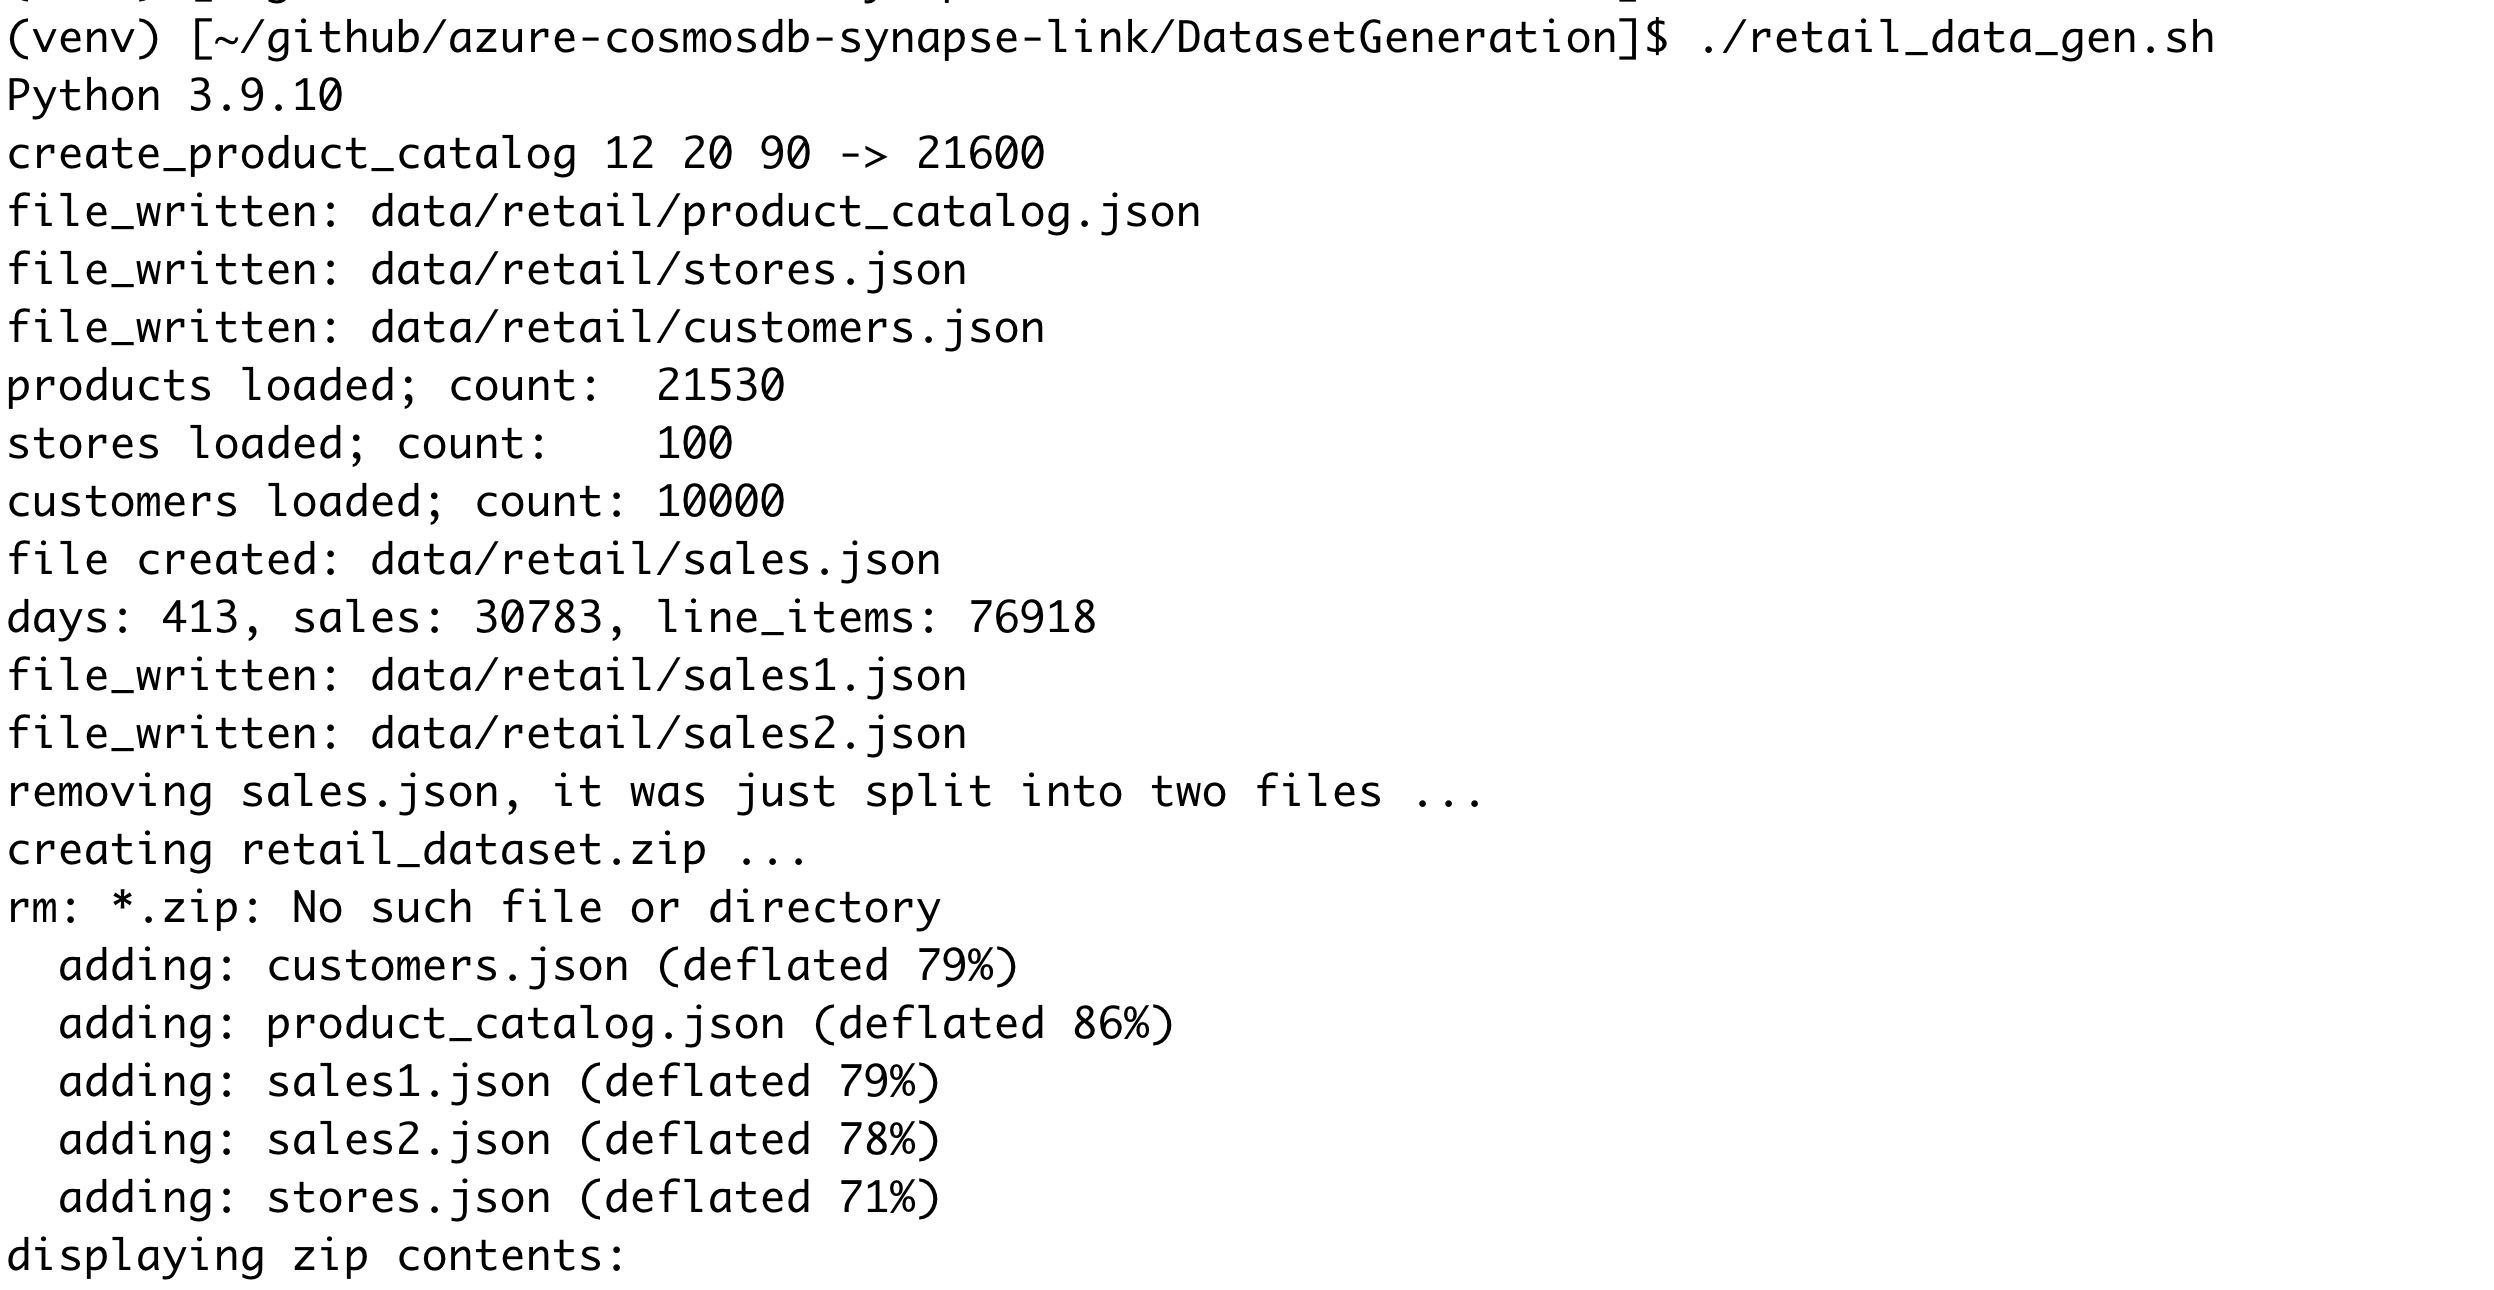 (venv) [~/github/azure-cosmosdb-synapse-link/DatasetGeneration]$ ./retail_data_gen.sh
Python 3.9.10
create_product_catalog 12 20 90 -> 21600
file_written: data/retail/product_catalog.json
file_written: data/retail/stores.json
file_written: data/retail/customers.json
products loaded; count:  21530
stores loaded; count:    100
customers loaded; count: 10000
file created: data/retail/sales.json
days: 413, sales: 30783, line_items: 76918
file_written: data/retail/sales1.json
file_written: data/retail/sales2.json
removing sales.json, it was just split into two files ...
creating retail_dataset.zip ...
rm: *.zip: No such file or directory
  adding: customers.json (deflated 79%)
  adding: product_catalog.json (deflated 86%)
  adding: sales1.json (deflated 79%)
  adding: sales2.json (deflated 78%)
  adding: stores.json (deflated 71%)
displaying zip contents: